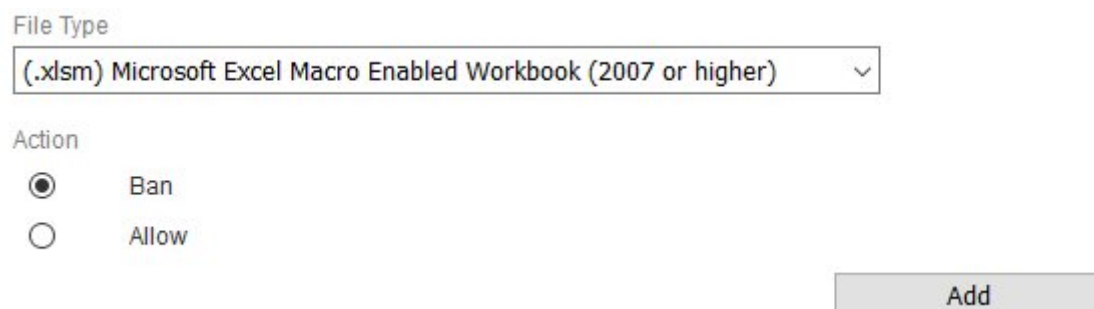 File Type
(.xlsm) Microsoft Excel Macro Enabled Workbook (2007 or higher)
Action
Ban
Allow
Add